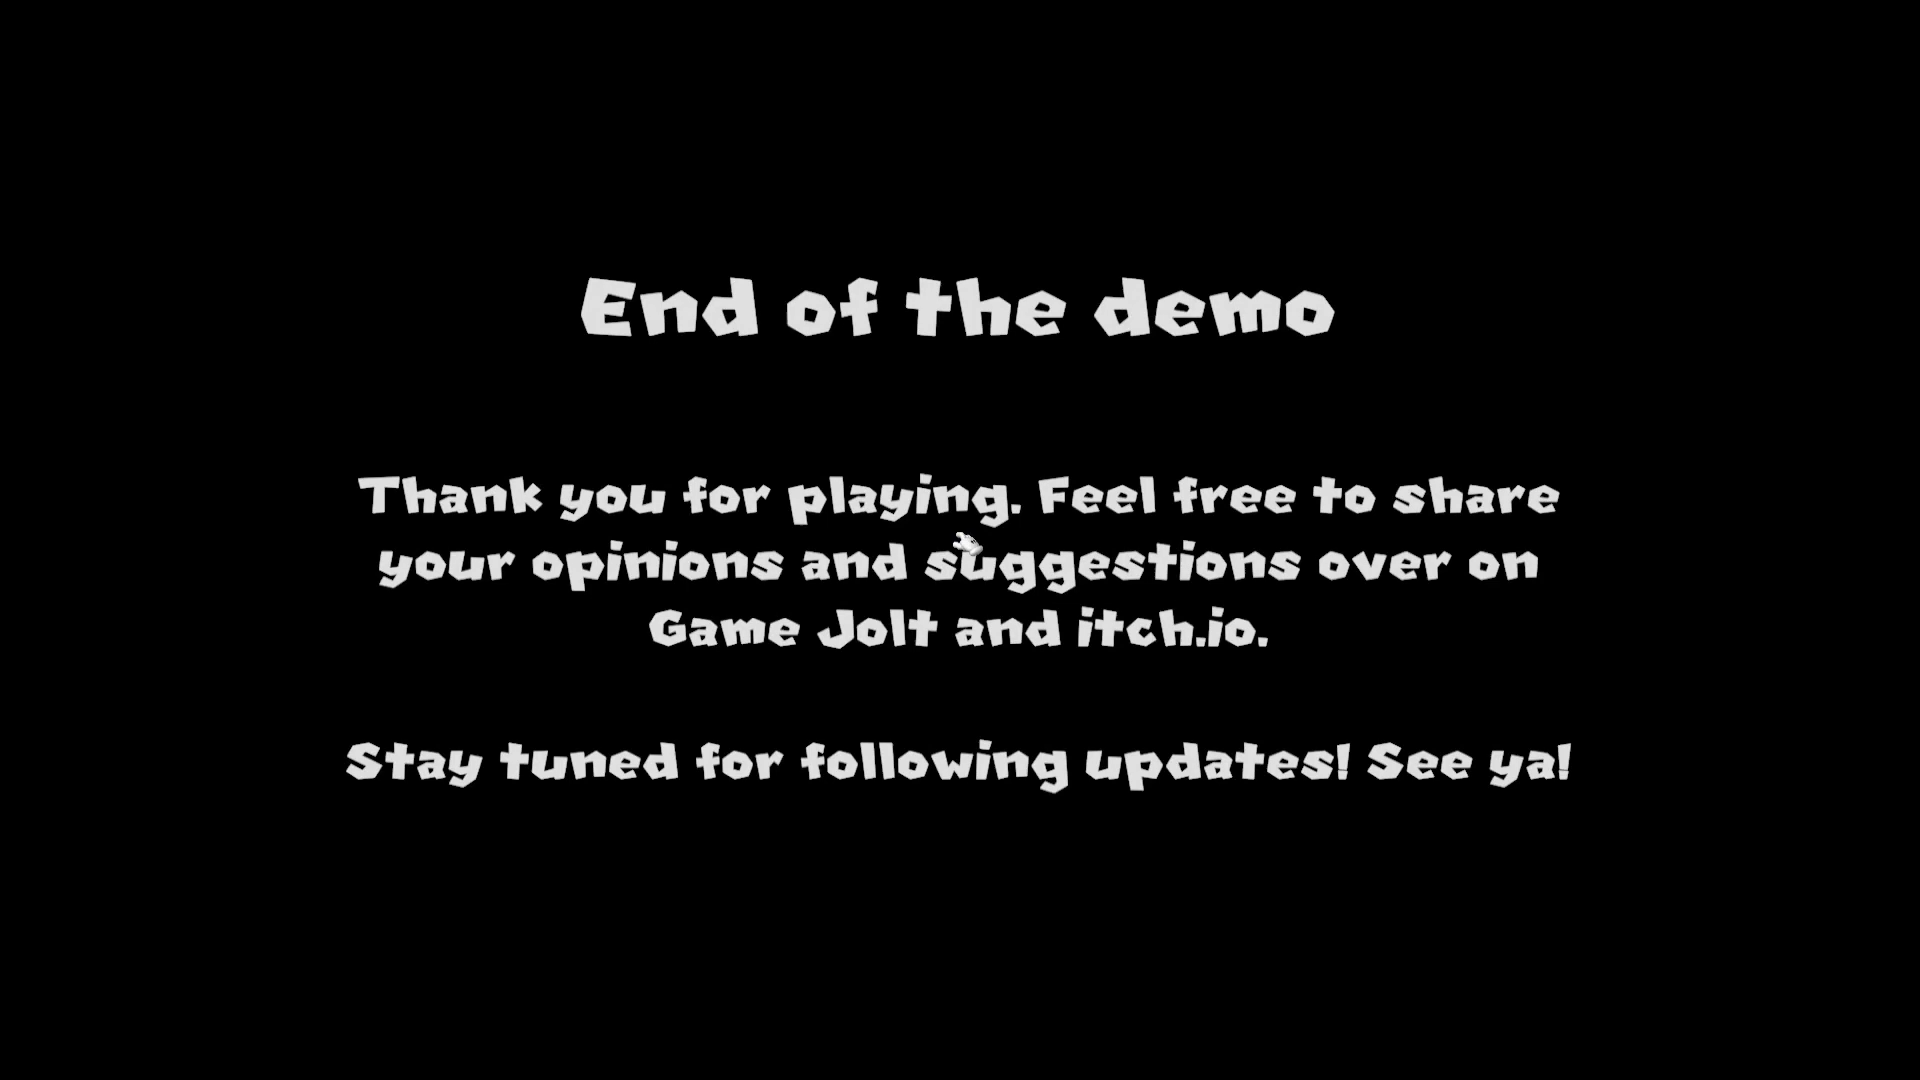 End of the demo
Thank you for playing. Feel free to share
your opinions and suggestions over on
Game Jolt and itch.io.
Stay tuned for following updates! See ya!